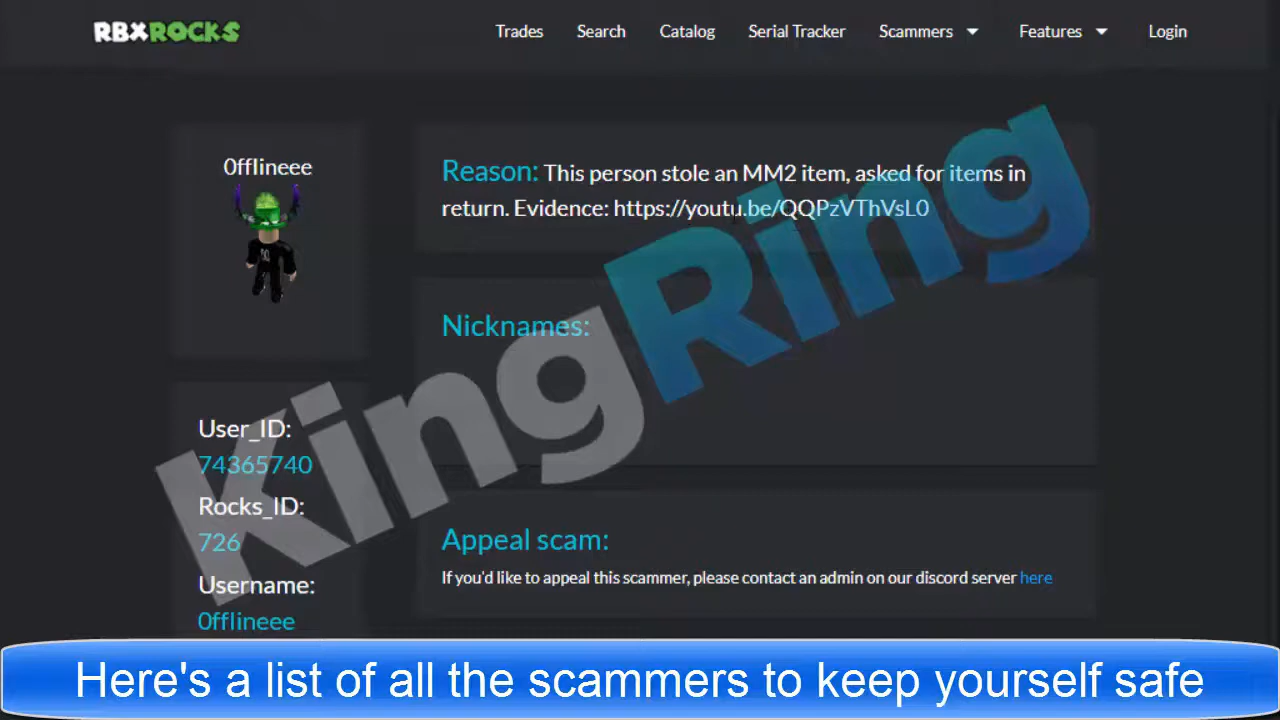 RBXROCKS
Trades Search Catalog Serial Tracker Scammers Features Login
0fflineee
Reason: This person stole an MM2 item, asked for items in
return. Evidence: https://youtu.be/QQPzVThVsL0
Nicknames:
KingRing
User_ID:
74365740
Rocks_ID:
726
Username:
0fflineee
Appeal scam:
If you'd like to appeal this scammer, please contact an admin on our discord server here
Here's a list of all the scammers to keep yourself safe